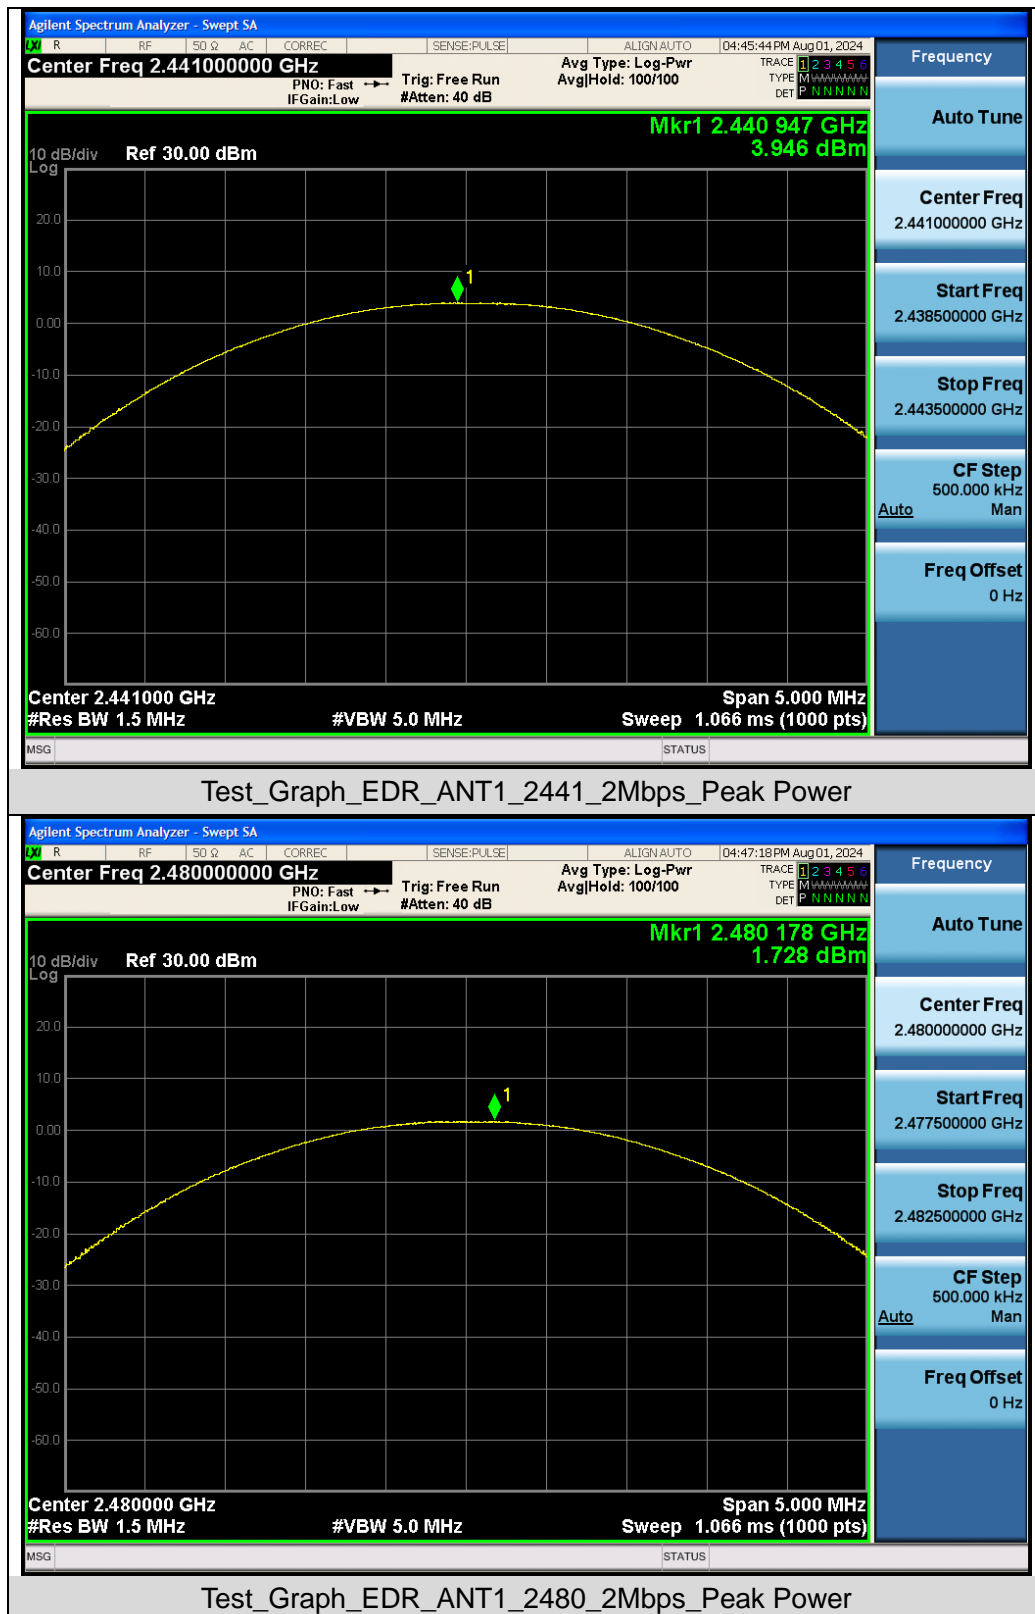 Agilent Spectrum Analyzer - Swept SA
LXI R RF 50 Ω AC CORREC SENSE:PULSE ALIGN AUTO 04:45:44 PM Aug 01, 2024
Center Freq 2.441000000 GHz
PNO: Fast
IFGain:Low
Trig: Free Run
#Atten: 40 dB
Avg Type: Log-Pwr
Avg|Hold: 100/100
TRACE 1 2 3 4 5 6
TYPE M WWWWW
DET P N N N N N
Mkr1 2.440 947 GHz
3.946 dBm
10 dB/div Ref 30.00 dBm
Log
20.0
10.0
1
0.00
-10.0
-20.0
-30.0
-40.0
-50.0
-60.0
Center 2.441000 GHz Span 5.000 MHz
#Res BW 1.5 MHz #VBW 5.0 MHz Sweep 1.066 ms (1000 pts)
MSG STATUS
Frequency
Auto Tune
Center Freq
2.441000000 GHz
Start Freq
2.438500000 GHz
Stop Freq
2.443500000 GHz
CF Step
500.000 kHz
Auto Man
Freq Offset
0 Hz
Test_Graph_EDR_ANT1_2441_2Mbps_Peak Power
Agilent Spectrum Analyzer - Swept SA
LXI R RF 50 Ω AC CORREC SENSE:PULSE ALIGN AUTO 04:47:18 PM Aug 01, 2024
Center Freq 2.480000000 GHz
PNO: Fast
IFGain:Low
Trig: Free Run
#Atten: 40 dB
Avg Type: Log-Pwr
Avg|Hold: 100/100
TRACE 1 2 3 4 5 6
TYPE M WWWWW
DET P N N N N N
Mkr1 2.480 178 GHz
1.728 dBm
10 dB/div Ref 30.00 dBm
Log
20.0
10.0
1
0.00
-10.0
-20.0
-30.0
-40.0
-50.0
-60.0
Center 2.480000 GHz Span 5.000 MHz
#Res BW 1.5 MHz #VBW 5.0 MHz Sweep 1.066 ms (1000 pts)
MSG STATUS
Frequency
Auto Tune
Center Freq
2.480000000 GHz
Start Freq
2.477500000 GHz
Stop Freq
2.482500000 GHz
CF Step
500.000 kHz
Auto Man
Freq Offset
0 Hz
Test_Graph_EDR_ANT1_2480_2Mbps_Peak Power